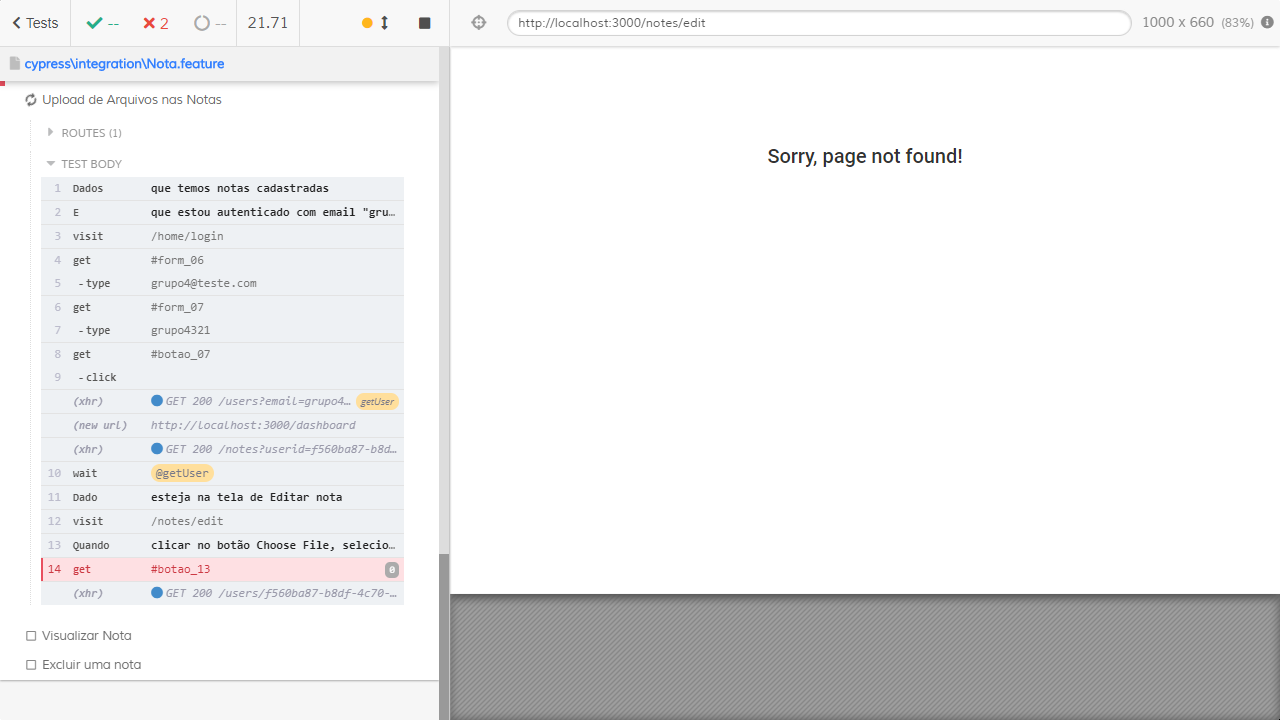 Tests
--
2
--
21.71
http://localhost:3000/notes/edit
1000 x 660 (83%)
cypress\integration\Nota.feature
Upload de Arquivos nas Notas
ROUTES (1)
TEST BODY
1 Dados que temos notas cadastradas
2 E que estou autenticado com email "gru…
3 visit /home/login
4 get #form_06
5 -type grupo4@teste.com
6 get #form_07
7 -type grupo4321
8 get #botao_07
9 -click
(xhr) GET 200 /users?email=grupo4… getUser
(new url) http://localhost:3000/dashboard
(xhr) GET 200 /notes?userid=f560ba87-b8d…
10 wait @getUser
11 Dado esteja na tela de Editar nota
12 visit /notes/edit
13 Quando clicar no botão Choose File, selecio…
14 get #botao_13 0
(xhr) GET 200 /users/f560ba87-b8df-4c70-…
Visualizar Nota
Excluir uma nota
Sorry, page not found!